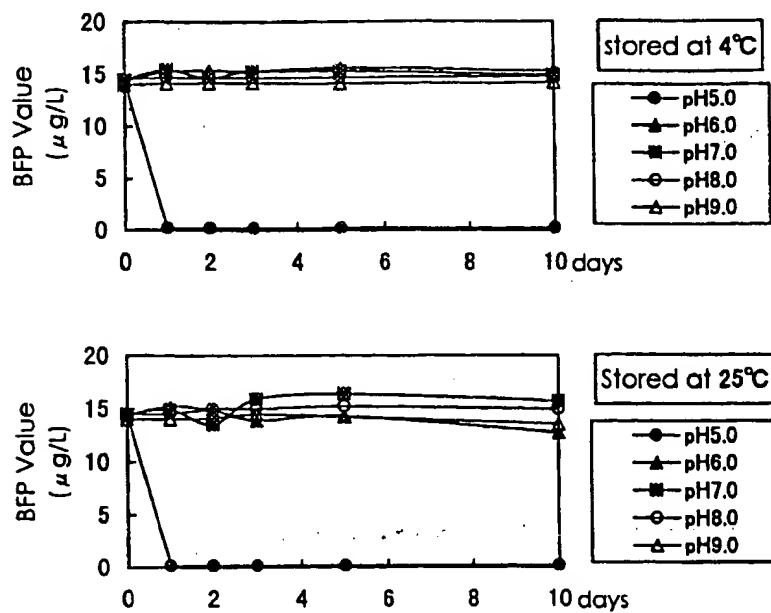 stored at 4℃
20
15
10
5
0
BFP Value
(μg/L)
0 2 4 6 8 10 days
pH5.0
pH6.0
pH7.0
pH8.0
pH9.0
Stored at 25℃
20
15
10
5
0
BFP Value
(μg/L)
0 2 4 6 8 10 days
pH5.0
pH6.0
pH7.0
pH8.0
pH9.0